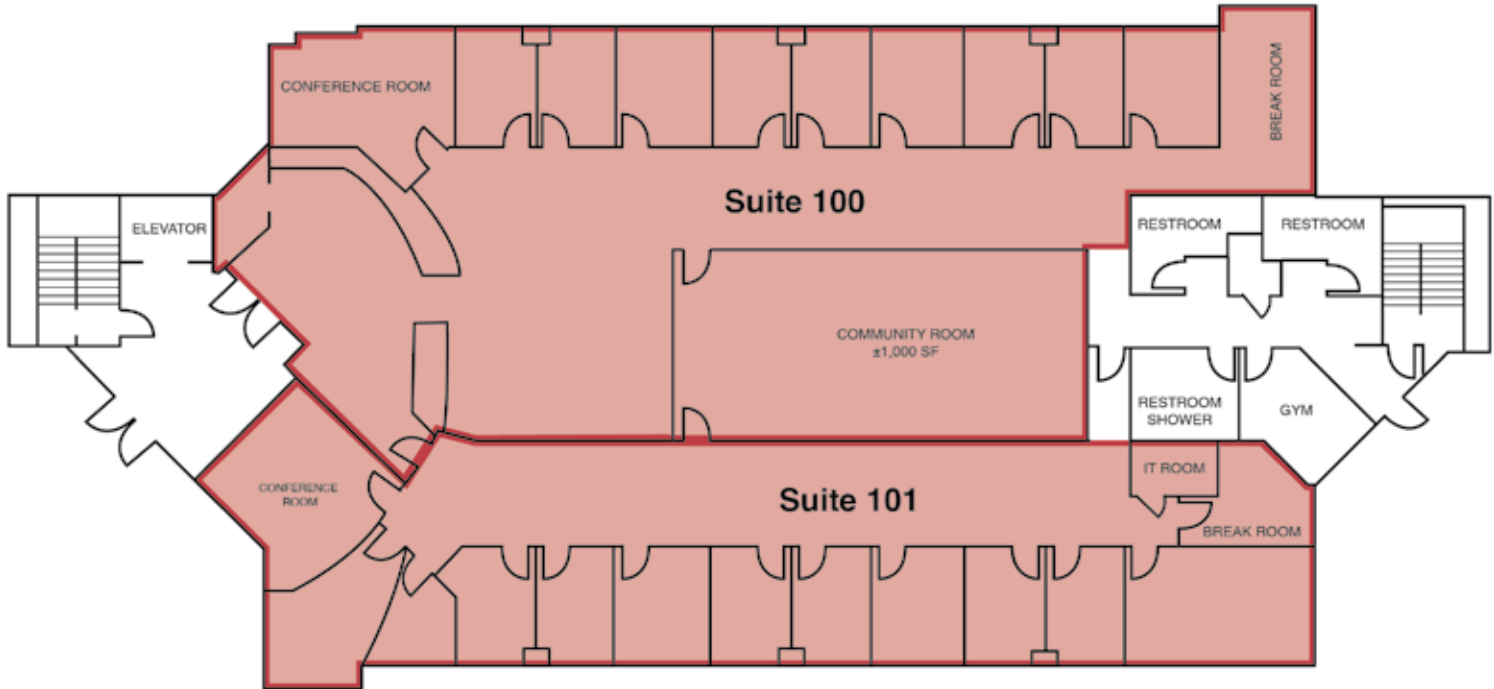 CONFERENCE ROOM
BREAK ROOM
Suite 100
ELEVATOR
RESTROOM
RESTROOM
COMMUNITY ROOM
±1,000 SF
RESTROOM
SHOWER
GYM
CONFERENCE
ROOM
Suite 101
IT ROOM
BREAK ROOM